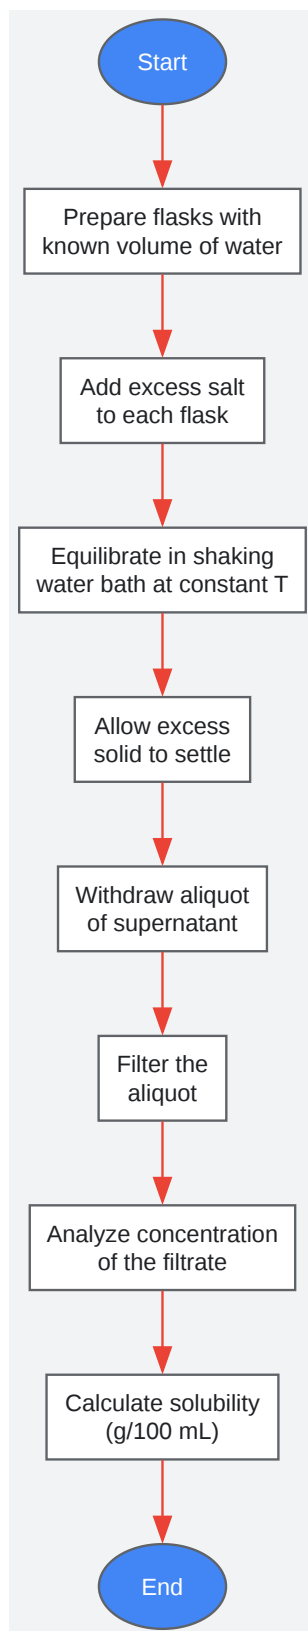 Start
Prepare flasks with
known volume of water
Add excess salt
to each flask
Equilibrate in shaking
water bath at constant T
Allow excess
solid to settle
Withdraw aliquot
of supernatant
Filter the
aliquot
Analyze concentration
of the filtrate
Calculate solubility
(g/100 mL)
End